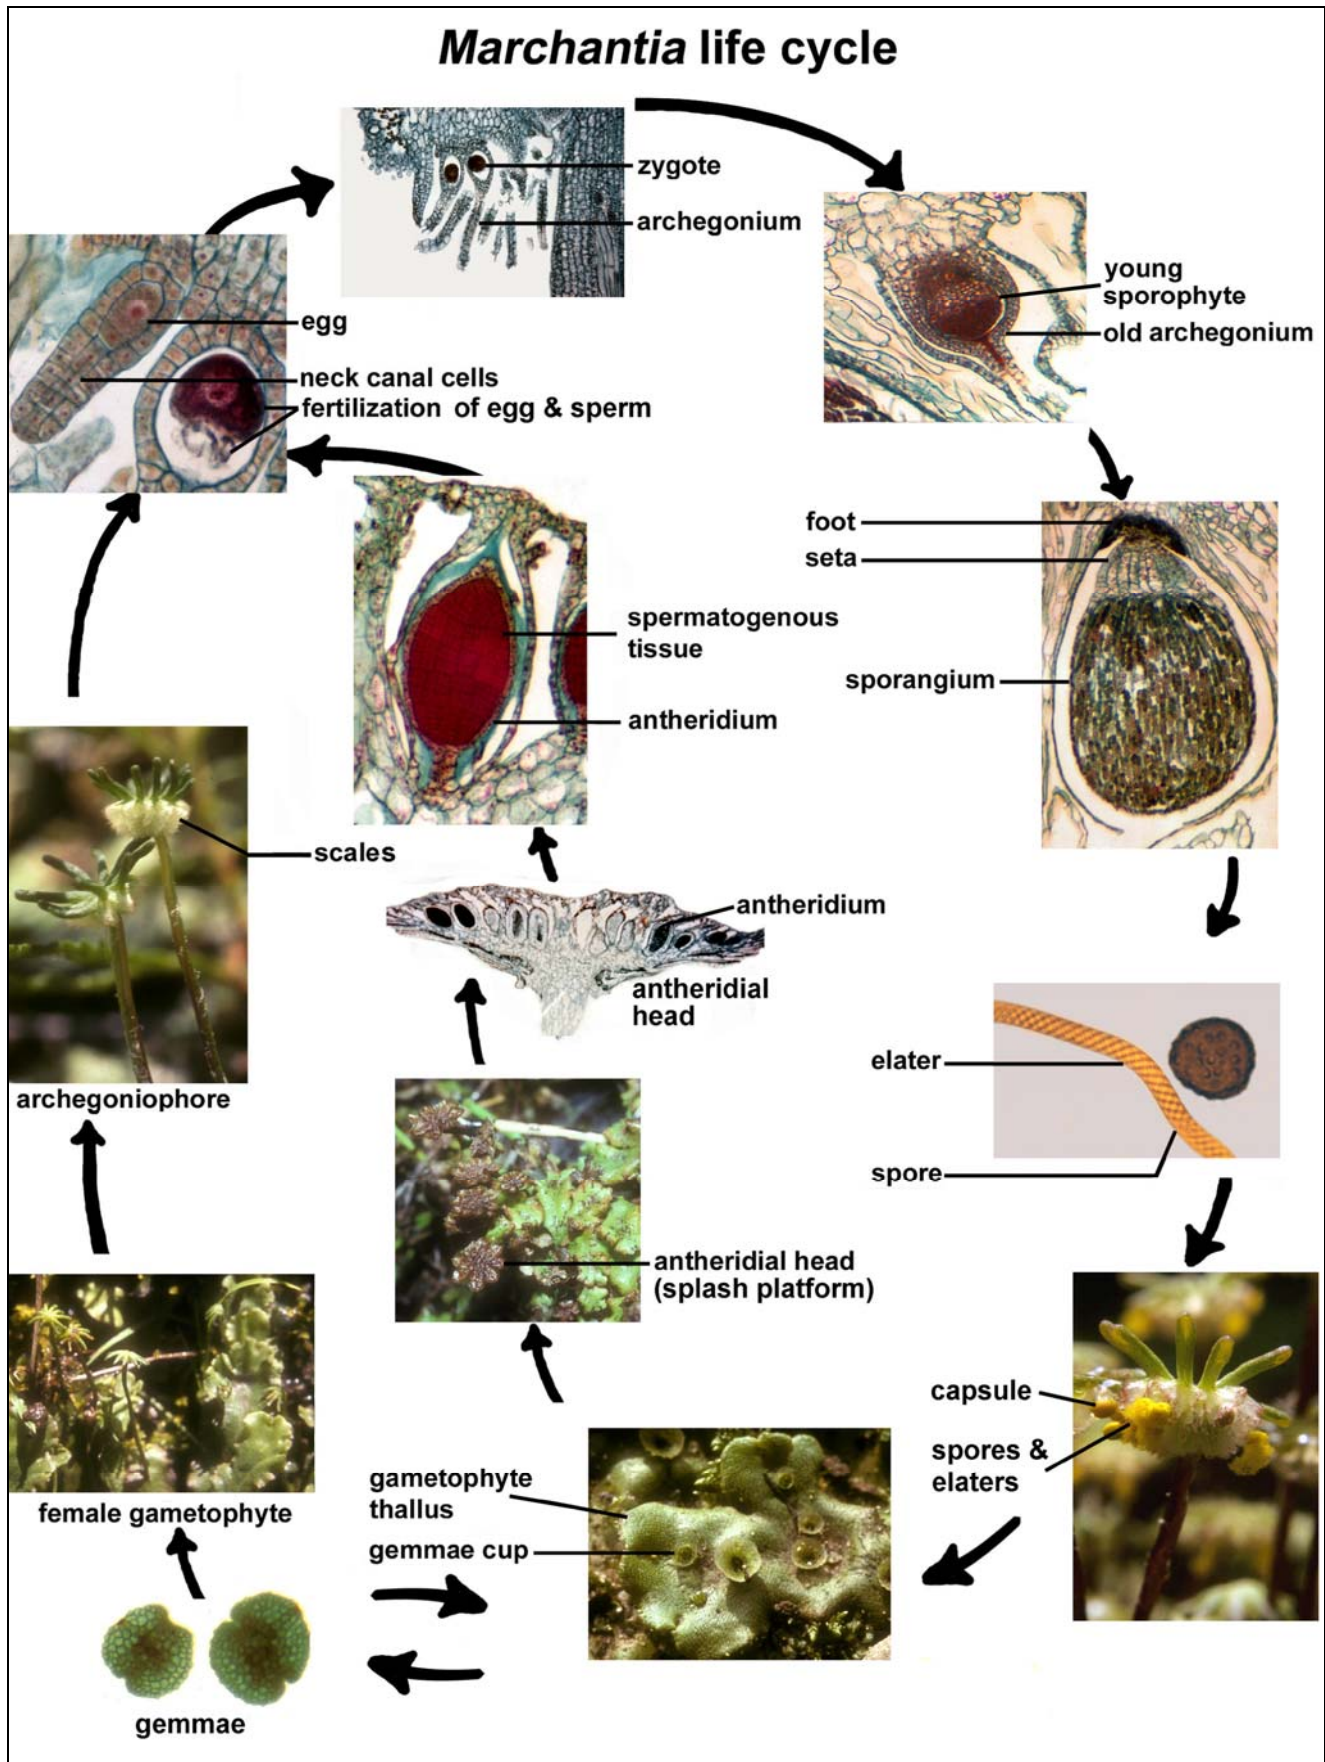 Marchantia life cycle
zygote
archegonium
young
sporophyte
old archegonium
egg
neck canal cells
fertilization of egg & sperm
foot
seta
sporangium
spermatogenous
tissue
antheridium
scales
archegoniophore
antheridium
antheridial
head
elater
spore
antheridial head
(splash platform)
capsule
spores &
elaters
female gametophyte
gametophyte
thallus
gemmae cup
gemmae